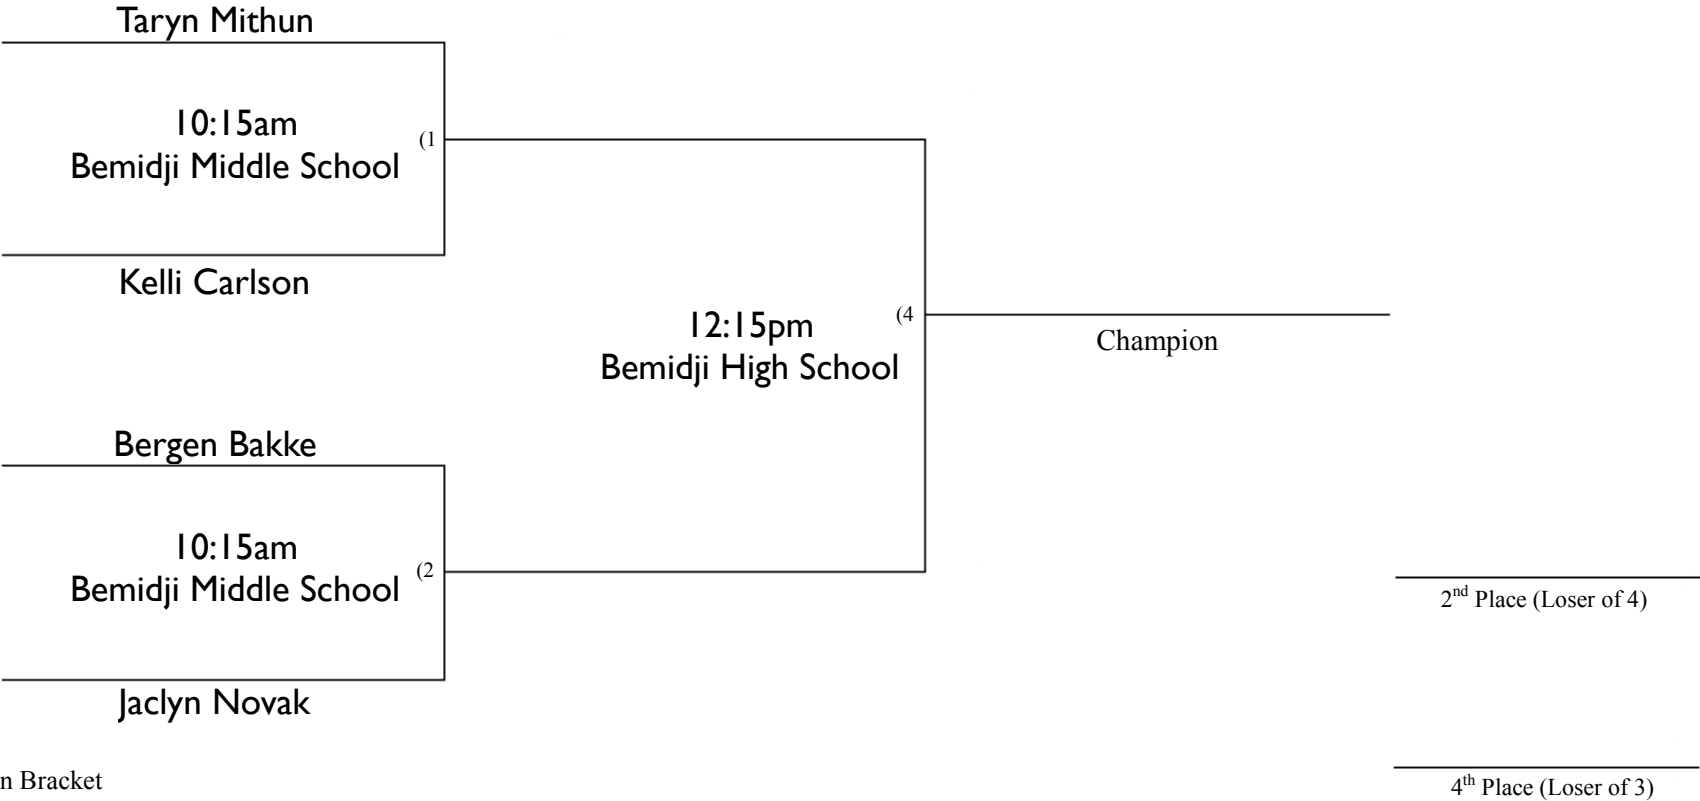 Taryn Mithun
10:15am
Bemidji Middle School
(1
Kelli Carlson
12:15pm
Bemidji High School
(4
Champion
Bergen Bakke
10:15am
Bemidji Middle School
(2
2nd Place (Loser of 4)
Jaclyn Novak
n Bracket
4th Place (Loser of 3)